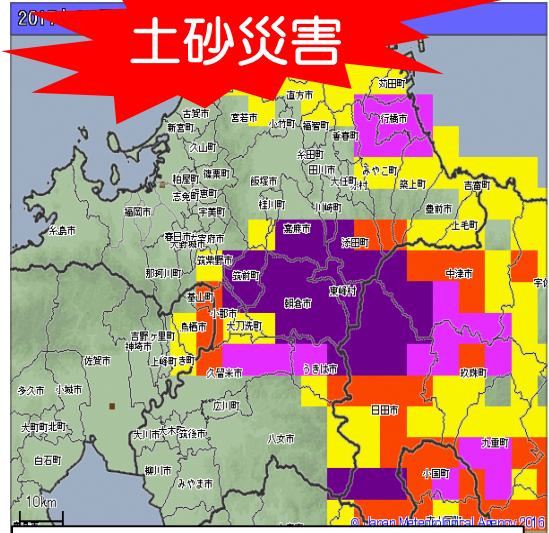 2017
土砂災害
苅田町
直方市
古賀市
宮若市
行橋市
新宮町
小竹町
福智町
香春町
久山町
糸田町
田川市
みやこ町
粕屋町
篠栗町
飯塚市
大任町
築上町
吉富町
志免町
桂川町
川崎町
豊前市
福岡市
宇美町
上毛町
糸島市
嘉麻市
春日市
太宰府市
大野城市
添田町
筑紫野市
那珂川町
筑前町
東峰村
中津市
基山町
朝倉市
小郡市
鳥栖市
大刀洗町
吉野ヶ里町
神埼市
佐賀市
上峰町
久留米市
うきは市
玖珠町
多久市
小城市
広川町
日田市
大町町
大川市
大木町
筑後市
八女市
九重町
白石町
柳川市
小国町
みやま市
10km
© Japan Meteorological Agency 2016